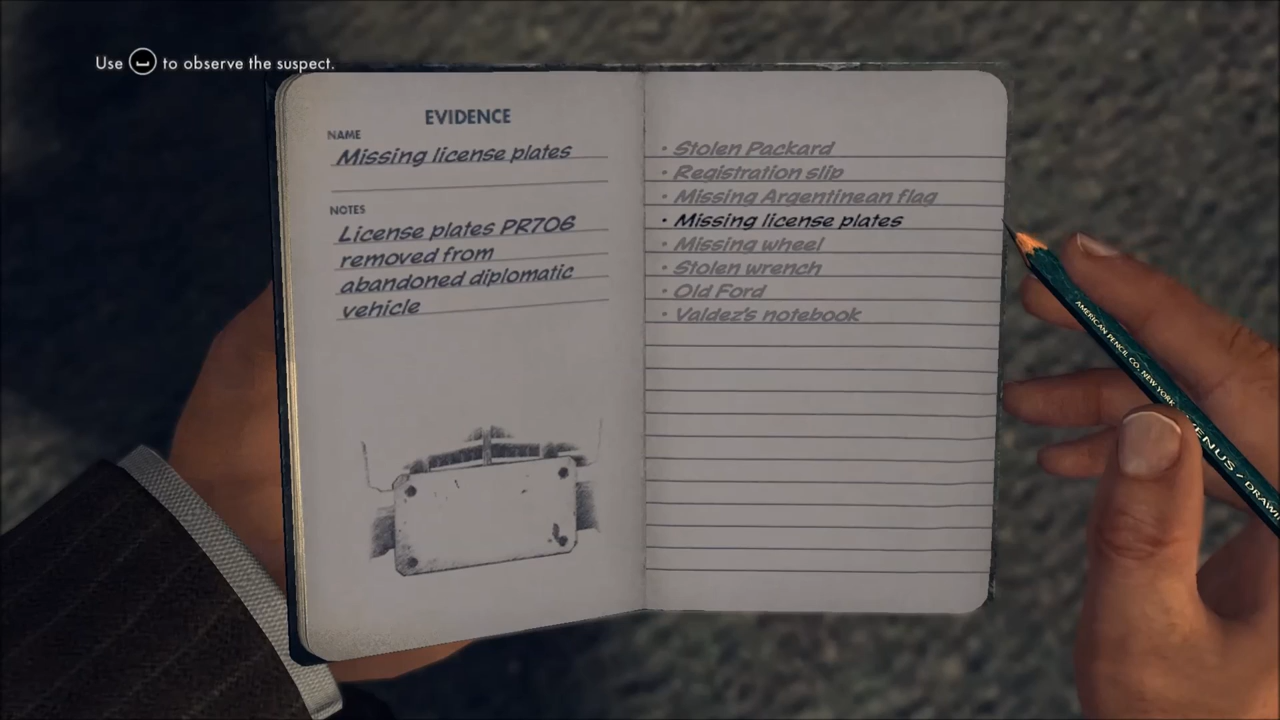 Use to observe the suspect.
EVIDENCE
NAME
Missing license plates
NOTES
License plates PR706
removed from
abandoned diplomatic
vehicle
• Stolen Packard
• Registration slip
• Missing Argentinean flag
• Missing license plates
• Missing wheel
• Stolen wrench
• Old Ford
• Valdez's notebook
AMERICAN PENCIL CO. NEW YORK
VENUS / DRAWI